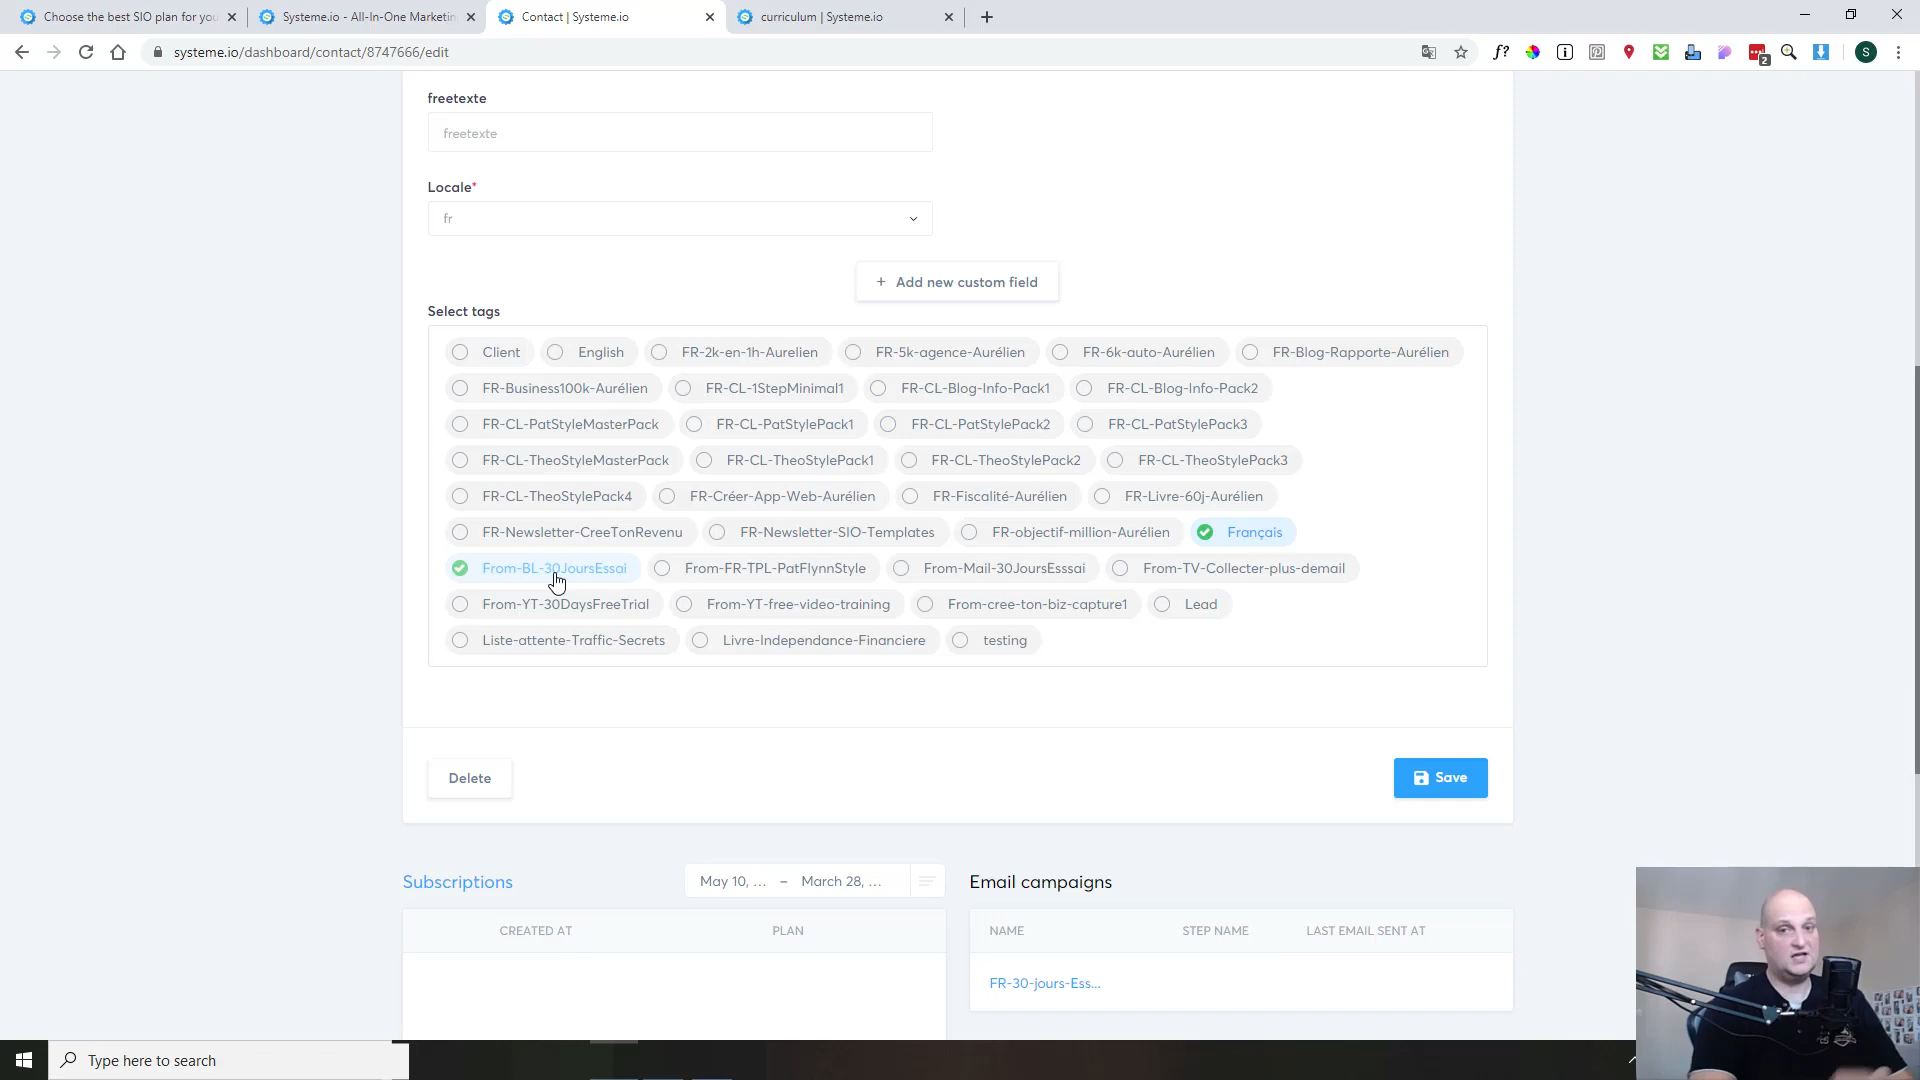 Choose the best SIO plan for you
Systeme.io - All-In-One Marketin
Contact | Systeme.io
curriculum | Systeme.io
systeme.io/dashboard/contact/8747666/edit
f?
2
S
freetexte
freetexte
Locale*
fr
+ Add new custom field
Select tags
Client English FR-2k-en-1h-Aurelien FR-5k-agence-Aurélien FR-6k-auto-Aurélien FR-Blog-Rapporte-Aurélien
FR-Business100k-Aurélien FR-CL-1StepMinimal1 FR-CL-Blog-Info-Pack1 FR-CL-Blog-Info-Pack2
FR-CL-PatStyleMasterPack FR-CL-PatStylePack1 FR-CL-PatStylePack2 FR-CL-PatStylePack3
FR-CL-TheoStyleMasterPack FR-CL-TheoStylePack1 FR-CL-TheoStylePack2 FR-CL-TheoStylePack3
FR-CL-TheoStylePack4 FR-Créer-App-Web-Aurélien FR-Fiscalité-Aurélien FR-Livre-60j-Aurélien
FR-Newsletter-CreeTonRevenu FR-Newsletter-SIO-Templates FR-objectif-million-Aurélien Français
From-BL-30JoursEssai From-FR-TPL-PatFlynnStyle From-Mail-30JoursEsssai From-TV-Collecter-plus-demail
From-YT-30DaysFreeTrial From-YT-free-video-training From-cree-ton-biz-capture1 Lead
Liste-attente-Traffic-Secrets Livre-Independance-Financiere testing
Delete
Save
Subscriptions
May 10, ... – March 28, ...
Email campaigns
CREATED AT PLAN
NAME STEP NAME LAST EMAIL SENT AT
FR-30-jours-Ess...
Type here to search